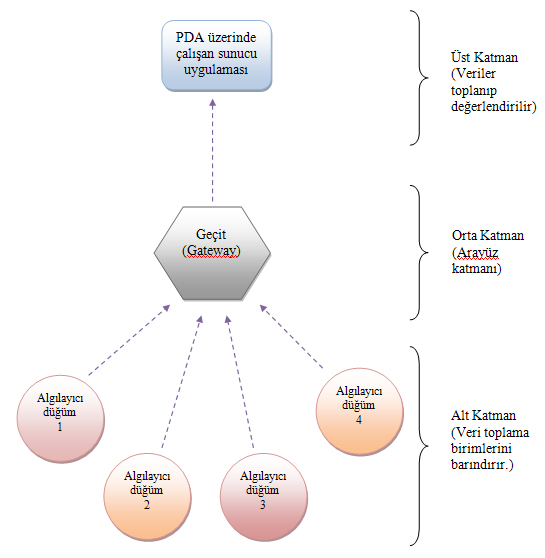 PDA üzerinde
çalışan sunucu
uygulaması
Üst Katman
(Veriler
toplanıp
değerlendirilir)
Geçit
(Gateway)
Orta Katman
(Arayüz
katmanı)
Algılayıcı
düğüm
1
Algılayıcı
düğüm
2
Algılayıcı
düğüm
3
Algılayıcı
düğüm
4
Alt Katman
(Veri toplama
birimlerini
barındırır.)